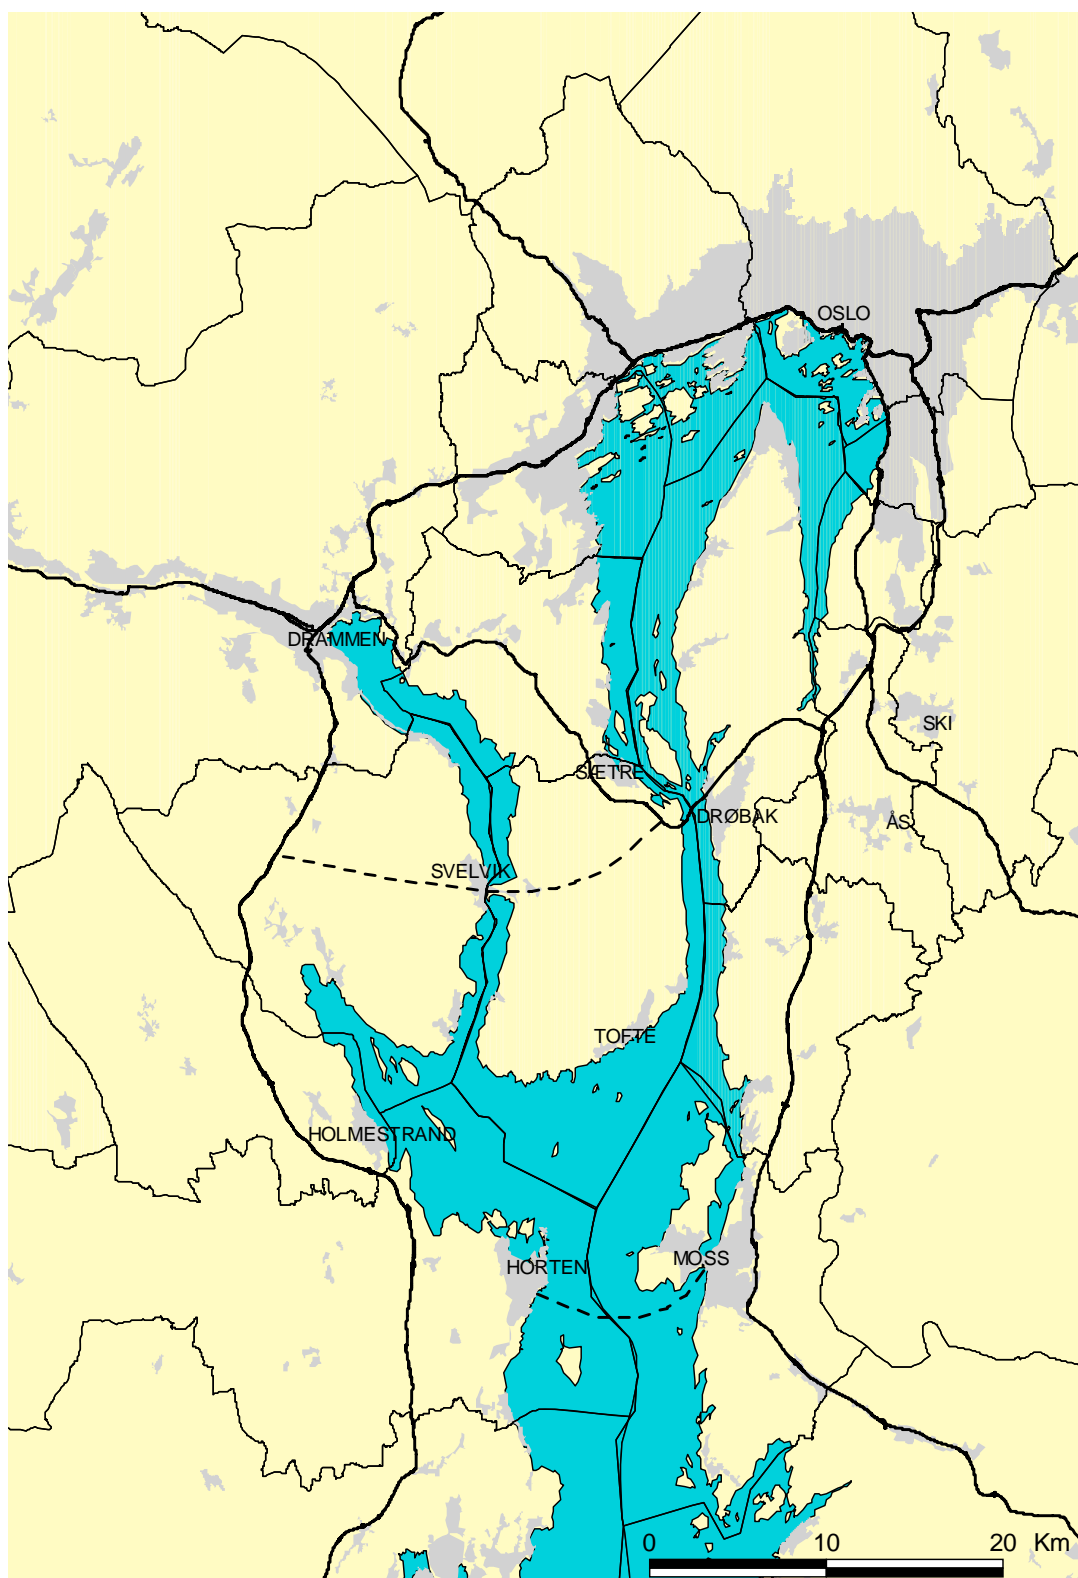 OSLO
DRAMMEN
SKI
SÆTRE
DRØBAK
ÅS
SVELVIK
TOFTE
HOLMESTRAND
MOSS
HORTEN
0 10 20 Km